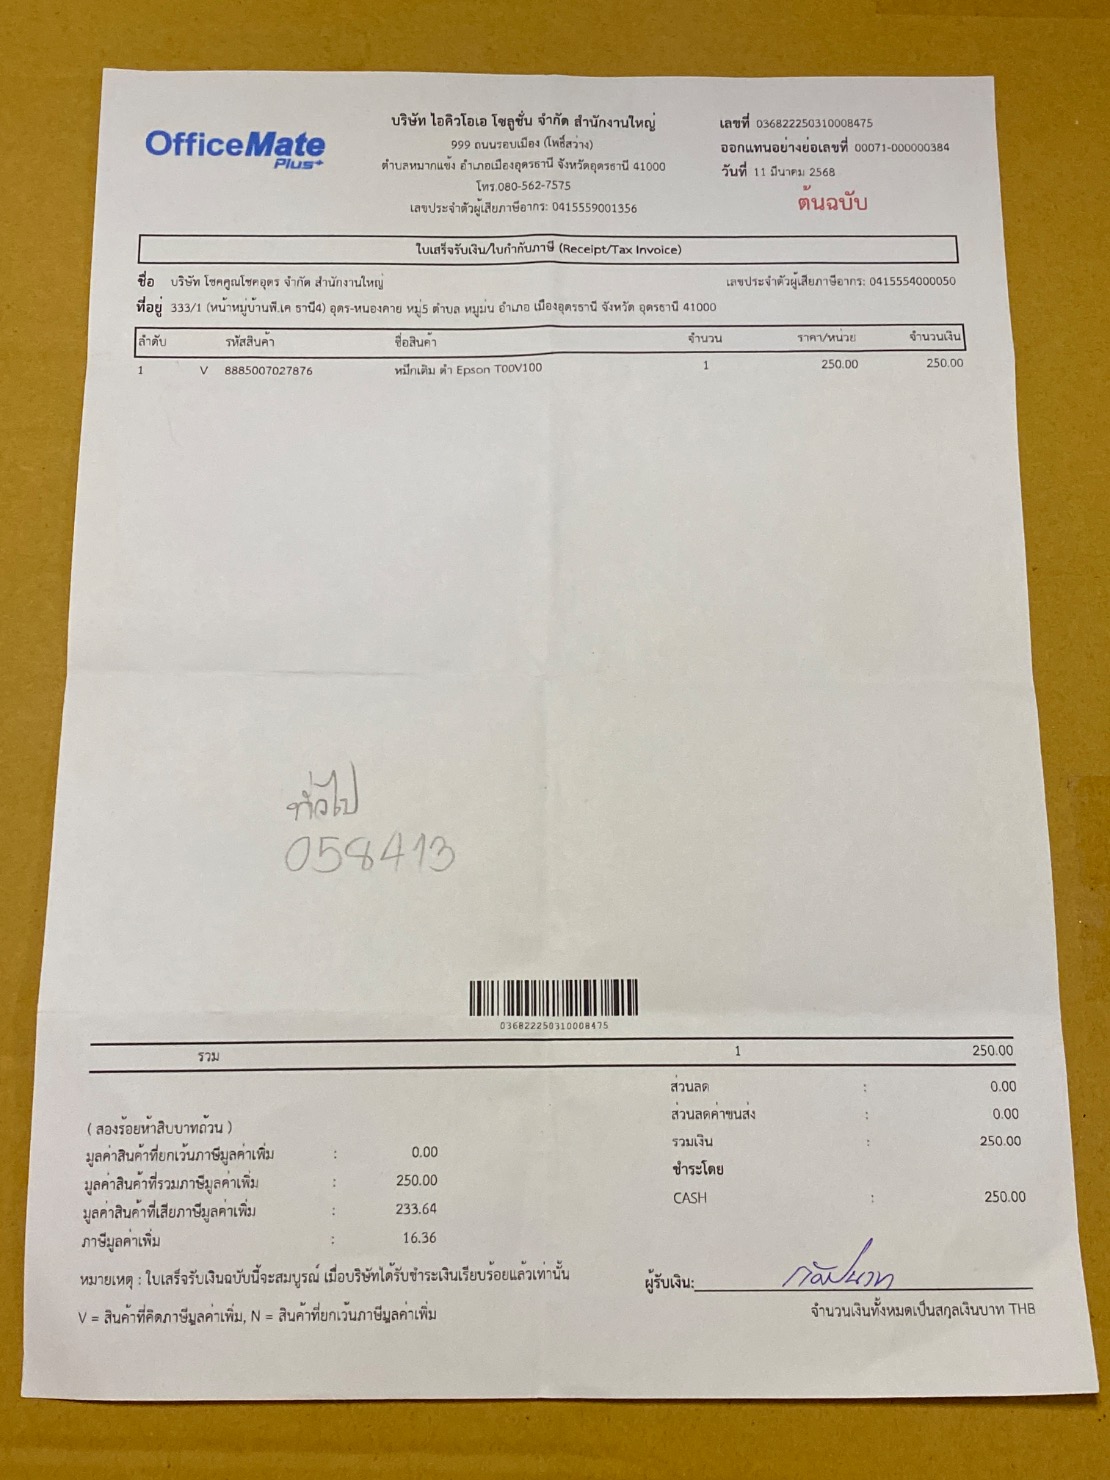 OfficeMate
Plus+
บริษัท ไอคิวโอเอ โซลูชั่น จำกัด สำนักงานใหญ่
999 ถนนรอบเมือง (โพธิ์สว่าง)
ตำบลหมากแข้ง อำเภอเมืองอุดรธานี จังหวัดอุดรธานี 41000
โทร.080-562-7575
เลขประจำตัวผู้เสียภาษีอากร: 0415559001356
เลขที่ 036822250310008475
ออกแทนอย่างย่อเลขที่ 00071-000000384
วันที่ 11 มีนาคม 2568
ต้นฉบับ
ใบเสร็จรับเงิน/ใบกำกับภาษี (Receipt/Tax Invoice)
ชื่อ บริษัท โชคคูณโชคอุดร จำกัด สำนักงานใหญ่ เลขประจำตัวผู้เสียภาษีอากร: 0415554000050
ที่อยู่ 333/1 (หน้าหมู่บ้านพี.เค ธานี4) อุดร-หนองคาย หมู่5 ตำบล หมูม่น อำเภอ เมืองอุดรธานี จังหวัด อุดรธานี 41000
ลำดับ รหัสสินค้า ชื่อสินค้า จำนวน ราคา/หน่วย จำนวนเงิน
1 V 8885007027876 หมึกเติม ดำ Epson T00V100 1 250.00 250.00
ทั่วไป
058413
036822250310008475
รวม 1 250.00
ส่วนลด : 0.00
ส่วนลดค่าขนส่ง : 0.00
รวมเงิน : 250.00
ชำระโดย
CASH : 250.00
( สองร้อยห้าสิบบาทถ้วน )
มูลค่าสินค้าที่ยกเว้นภาษีมูลค่าเพิ่ม : 0.00
มูลค่าสินค้าที่รวมภาษีมูลค่าเพิ่ม : 250.00
มูลค่าสินค้าที่เสียภาษีมูลค่าเพิ่ม : 233.64
ภาษีมูลค่าเพิ่ม : 16.36
หมายเหตุ : ใบเสร็จรับเงินฉบับนี้จะสมบูรณ์ เมื่อบริษัทได้รับชำระเงินเรียบร้อยแล้วเท่านั้น
V = สินค้าที่คิดภาษีมูลค่าเพิ่ม, N = สินค้าที่ยกเว้นภาษีมูลค่าเพิ่ม
ผู้รับเงิน:
จำนวนเงินทั้งหมดเป็นสกุลเงินบาท THB